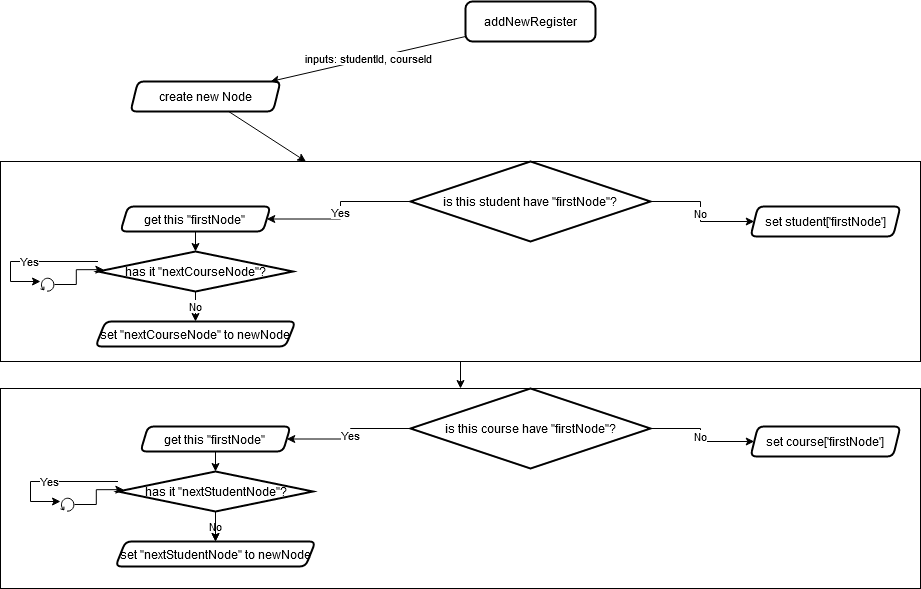 addNewRegister
inputs: studentId, courseId
create new Node
is this student have "firstNode"?
Yes
No
get this "firstNode"
set student['firstNode']
Yes
has it "nextCourseNode"?
No
set "nextCourseNode" to newNode
is this course have "firstNode"?
Yes
No
get this "firstNode"
set course['firstNode']
Yes
has it "nextStudentNode"?
No
set "nextStudentNode" to newNode